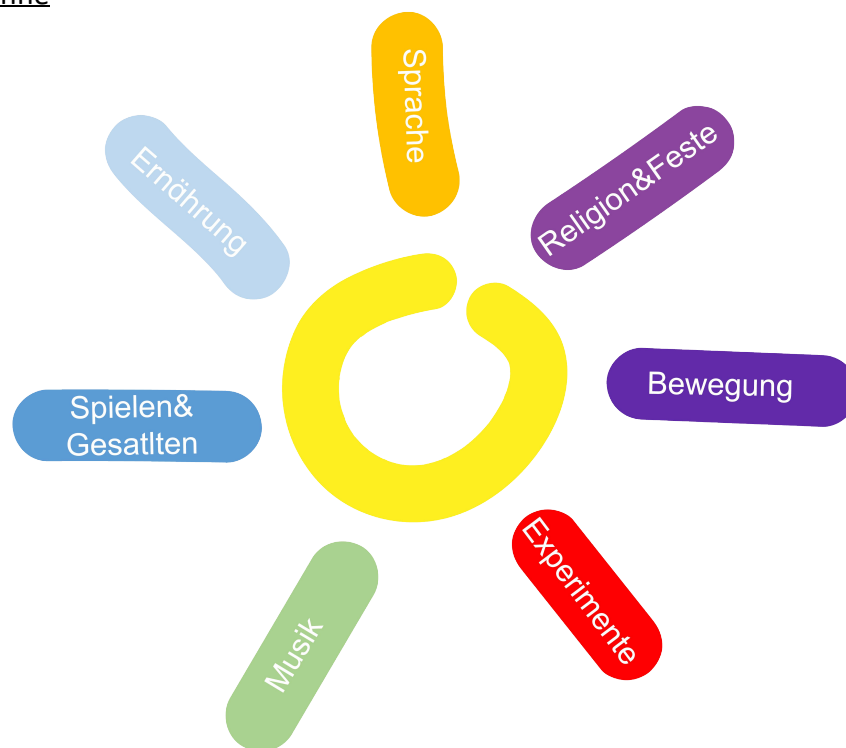 Sprache
Religion&Feste
Ernährung
Bewegung
Spielen&
Gesatlten
Experimente
Musik